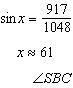 sin x = 917/1048
x ≈ 61
∠SBC